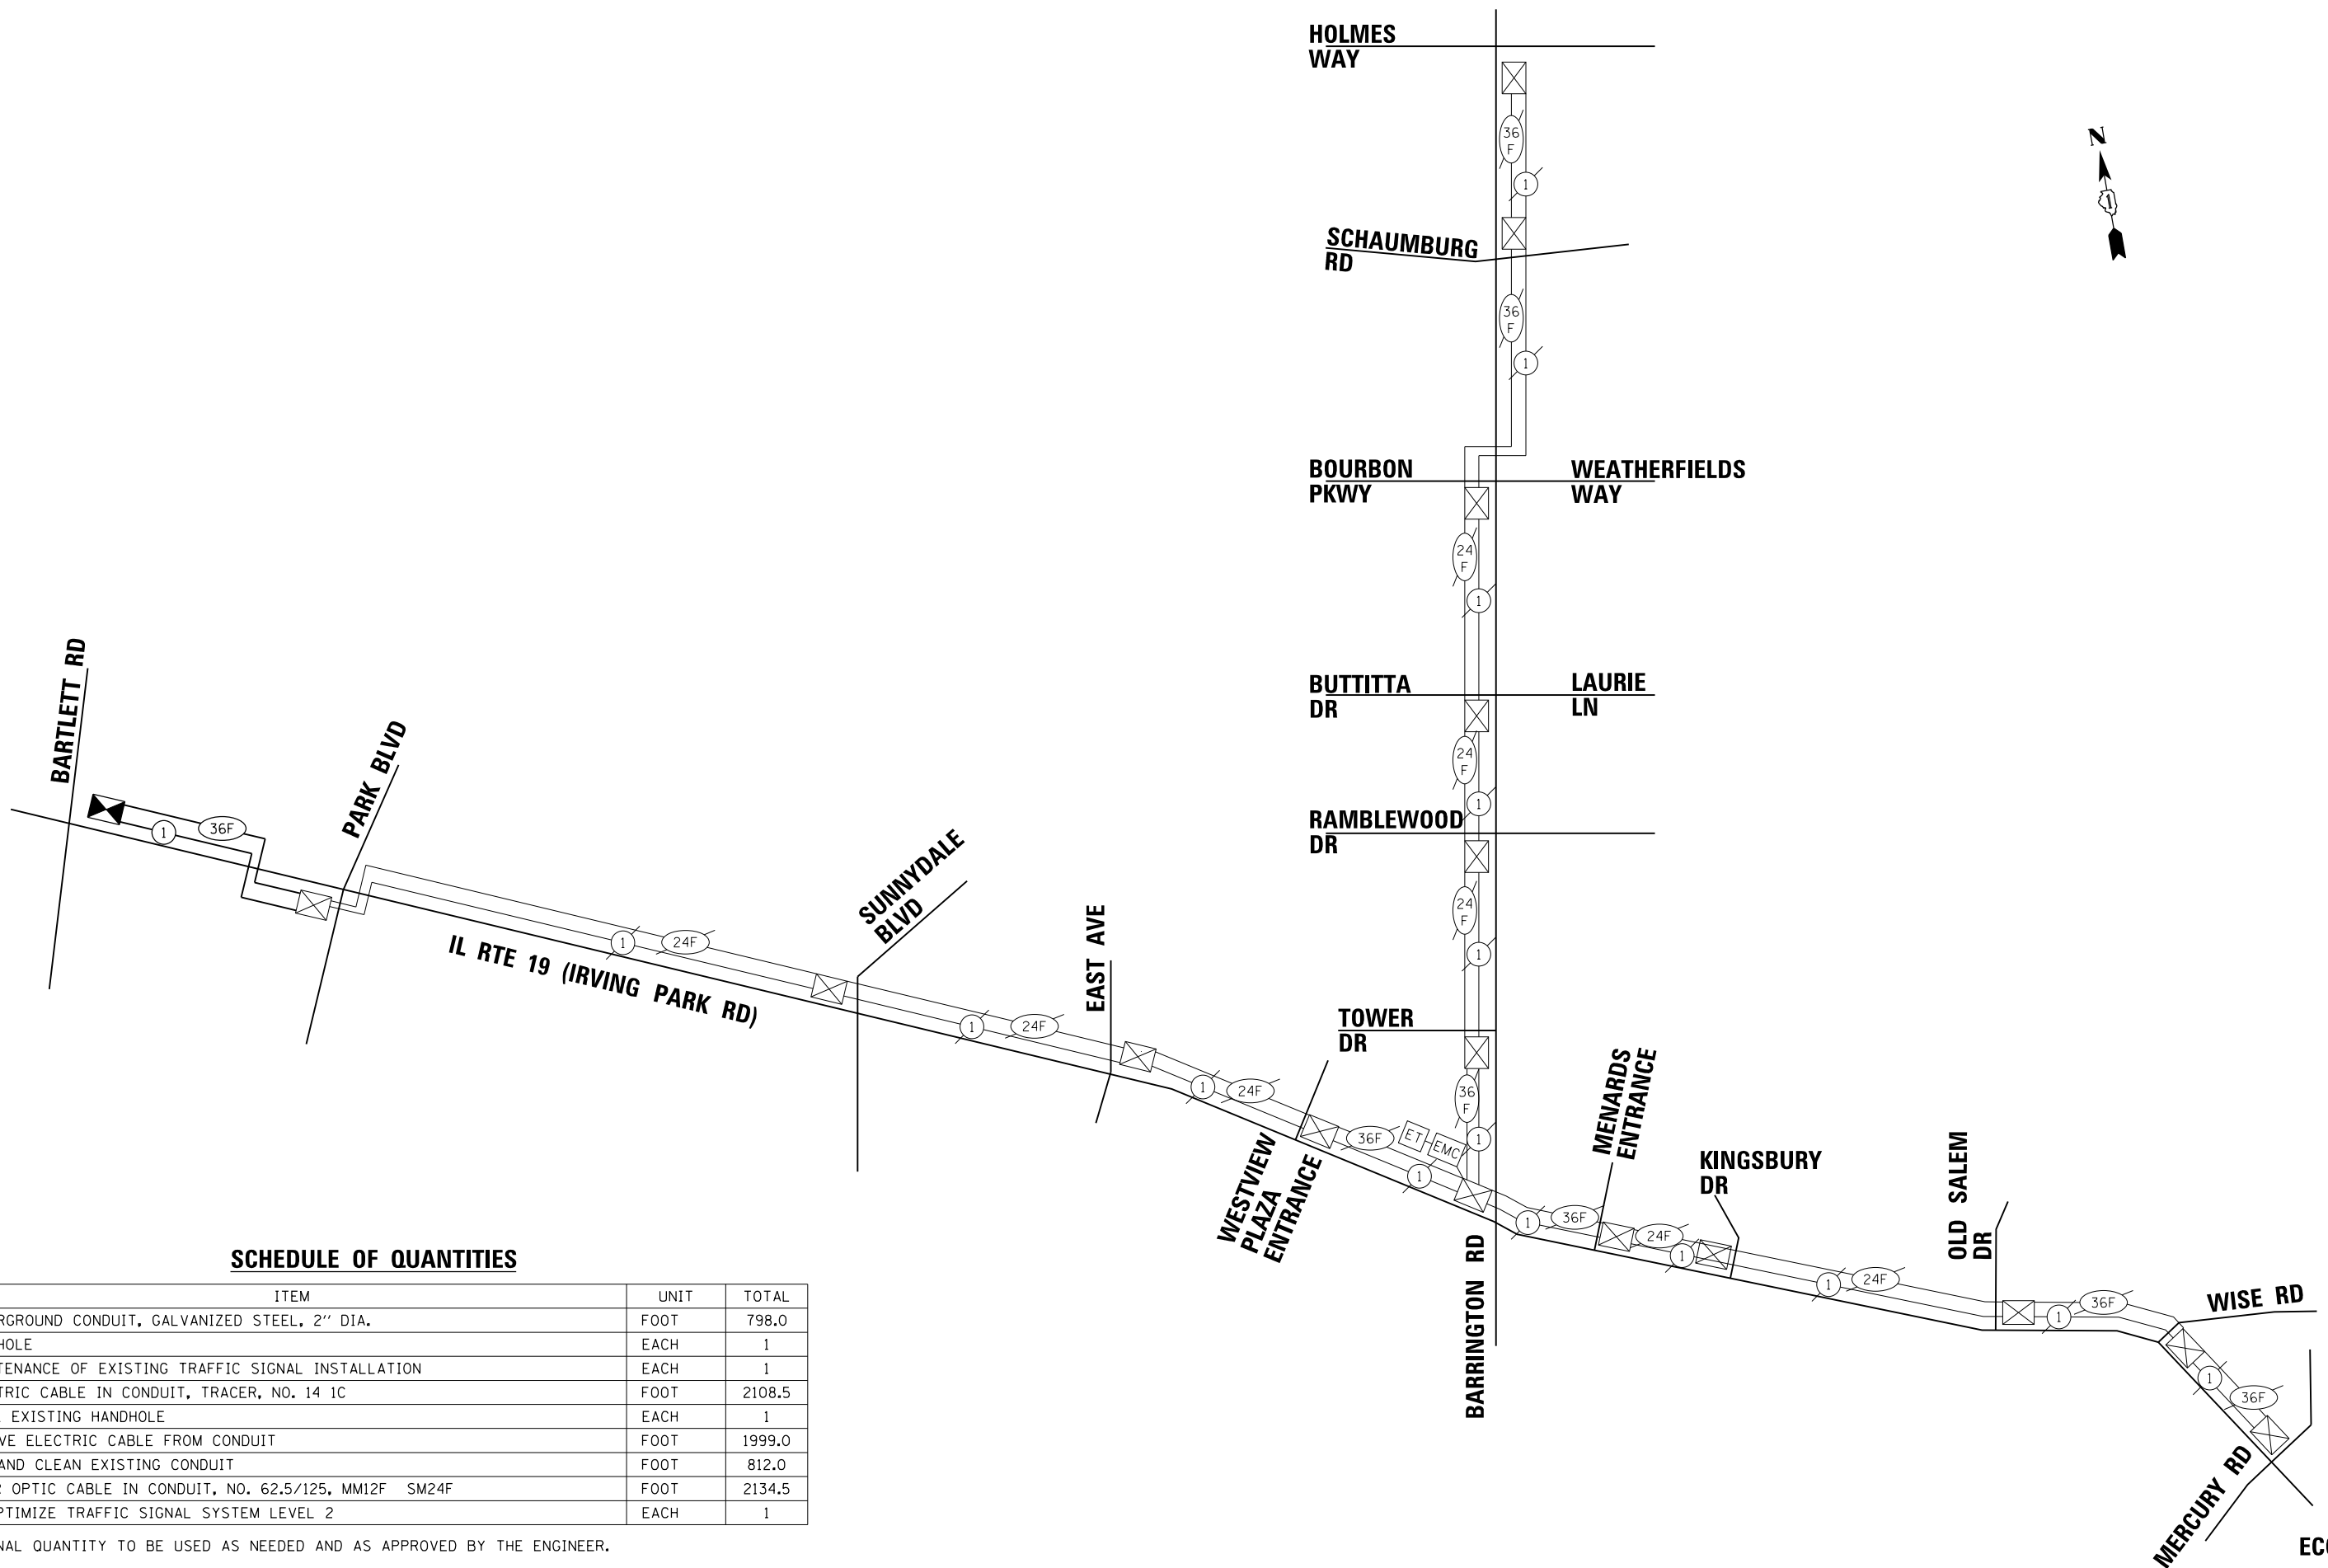 HOLMES
WAY
N
1
36
F
1
SCHAUMBURG
RD
36
F
1
BOURBON
PKWY
WEATHERFIELDS
WAY
24
F
1
BARTLETT RD
PARK BLVD
BUTTITTA
DR
LAURIE
LN
24
F
1
RAMBLEWOOD
DR
1
36F
24
F
1
SUNNYDALE
BLVD
EAST AVE
IL RTE 19 (IRVING PARK RD)
1
24F
1
24F
TOWER
DR
1
24F
36
F
1
36F
ET
EMC
1
WESTVIEW
PLAZA
ENTRANCE
BARRINGTON RD
MENARDS
ENTRANCE
KINGSBURY
DR
1
36F
24F
1
OLD SALEM
DR
1
24F
1
36F
WISE RD
1
36F
MERCURY RD
SCHEDULE OF QUANTITIES
ITEM UNIT TOTAL
RGROUND CONDUIT, GALVANIZED STEEL, 2'' DIA. FOOT 798.0
HOLE EACH 1
TENANCE OF EXISTING TRAFFIC SIGNAL INSTALLATION EACH 1
TRIC CABLE IN CONDUIT, TRACER, NO. 14 1C FOOT 2108.5
EXISTING HANDHOLE EACH 1
VE ELECTRIC CABLE FROM CONDUIT FOOT 1999.0
AND CLEAN EXISTING CONDUIT FOOT 812.0
OPTIC CABLE IN CONDUIT, NO. 62.5/125, MM12F SM24F FOOT 2134.5
PTIMIZE TRAFFIC SIGNAL SYSTEM LEVEL 2 EACH 1
NAL QUANTITY TO BE USED AS NEEDED AND AS APPROVED BY THE ENGINEER.